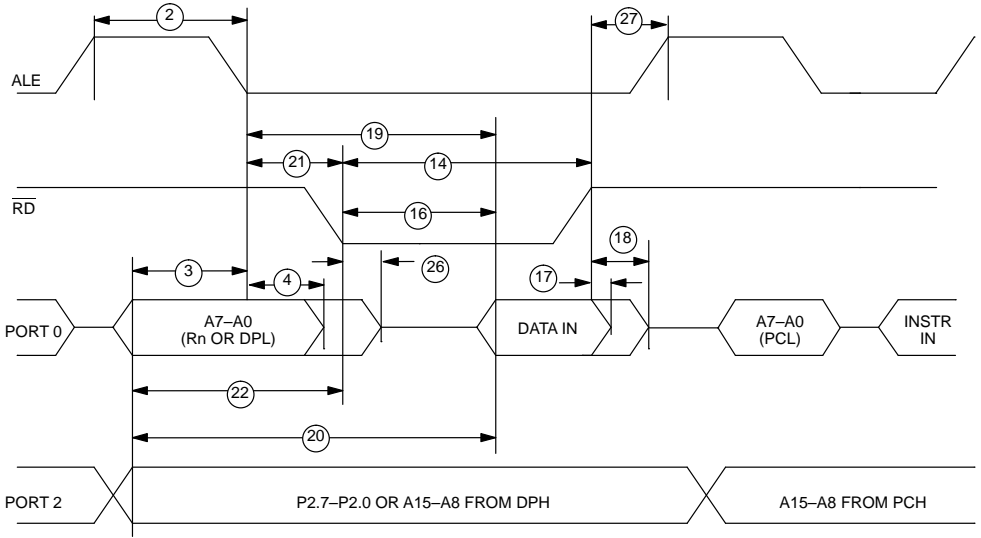 2
27
ALE
19
21
14
RD
16
18
3
4
26
17
PORT 0
A7–A0
(Rn OR DPL)
DATA IN
A7–A0
(PCL)
INSTR
IN
22
20
PORT 2
P2.7–P2.0 OR A15–A8 FROM DPH
A15–A8 FROM PCH